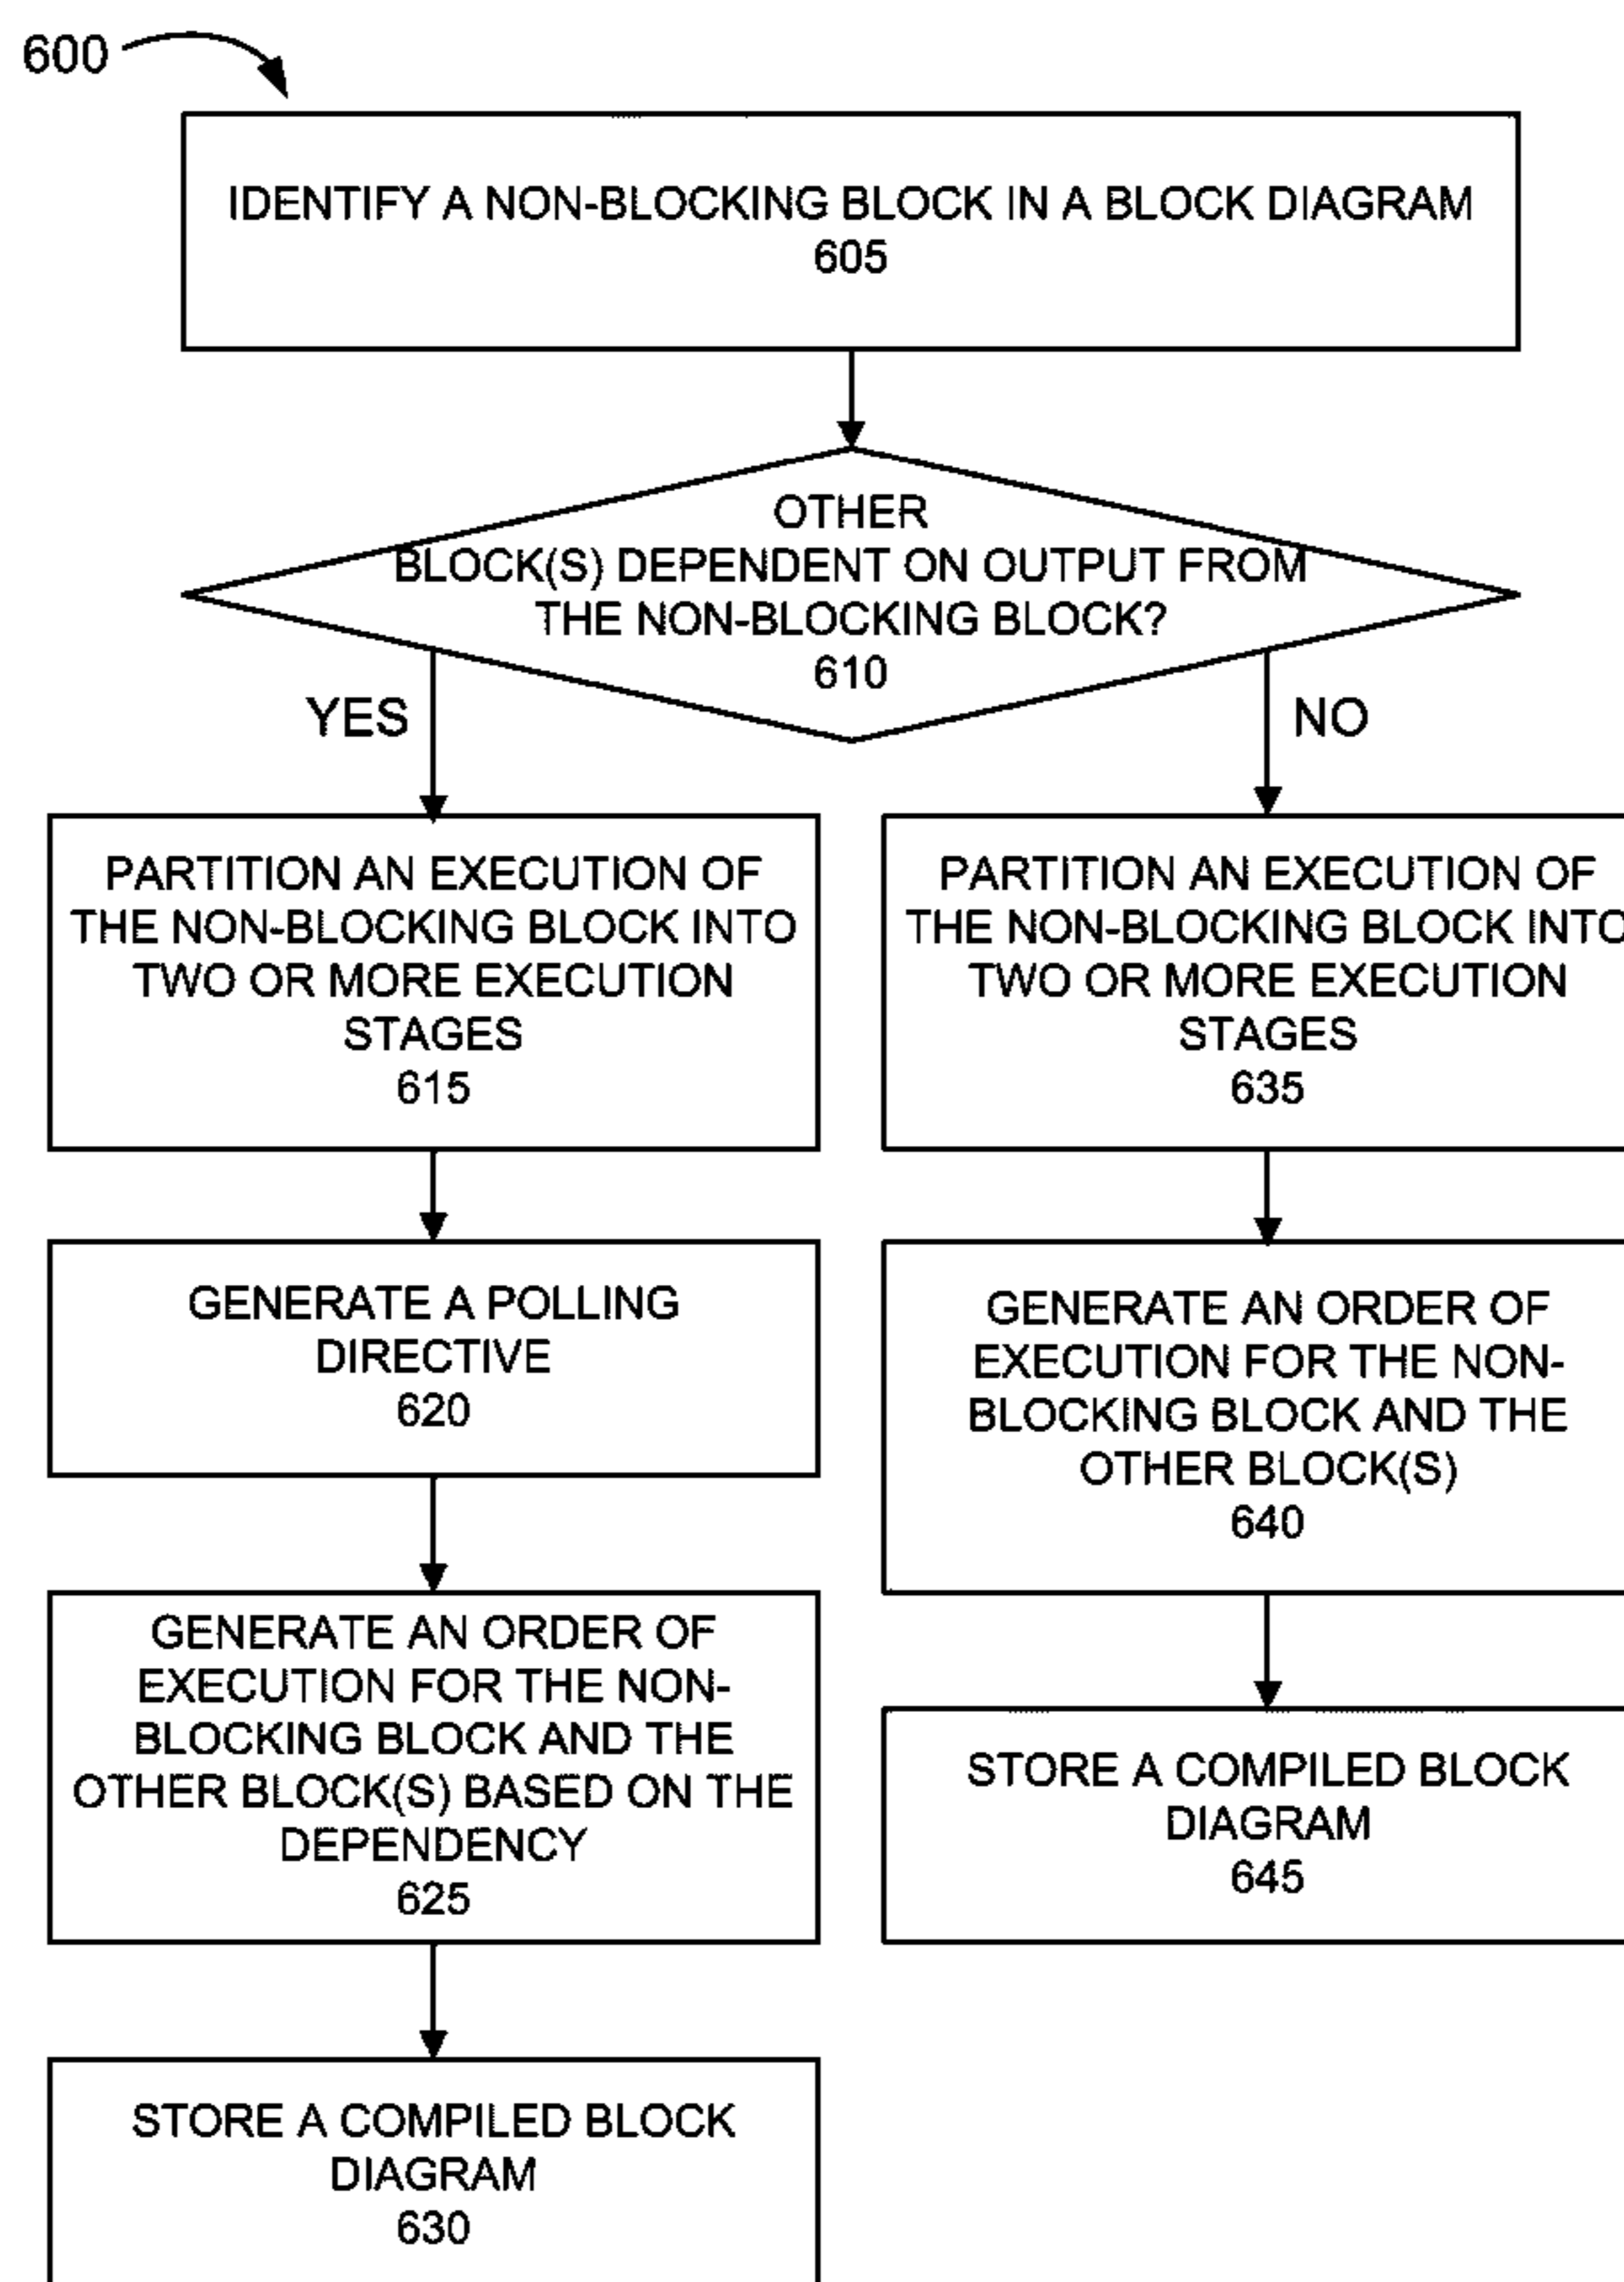 600
IDENTIFY A NON-BLOCKING BLOCK IN A BLOCK DIAGRAM
605
OTHER
BLOCK(S) DEPENDENT ON OUTPUT FROM
THE NON-BLOCKING BLOCK?
610
YES
NO
PARTITION AN EXECUTION OF
THE NON-BLOCKING BLOCK INTO
TWO OR MORE EXECUTION
STAGES
615
PARTITION AN EXECUTION OF
THE NON-BLOCKING BLOCK INTO
TWO OR MORE EXECUTION
STAGES
635
GENERATE A POLLING
DIRECTIVE
620
GENERATE AN ORDER OF
EXECUTION FOR THE NON-
BLOCKING BLOCK AND THE
OTHER BLOCK(S)
640
GENERATE AN ORDER OF
EXECUTION FOR THE NON-
BLOCKING BLOCK AND THE
OTHER BLOCK(S) BASED ON THE
DEPENDENCY
625
STORE A COMPILED BLOCK
DIAGRAM
645
STORE A COMPILED BLOCK
DIAGRAM
630